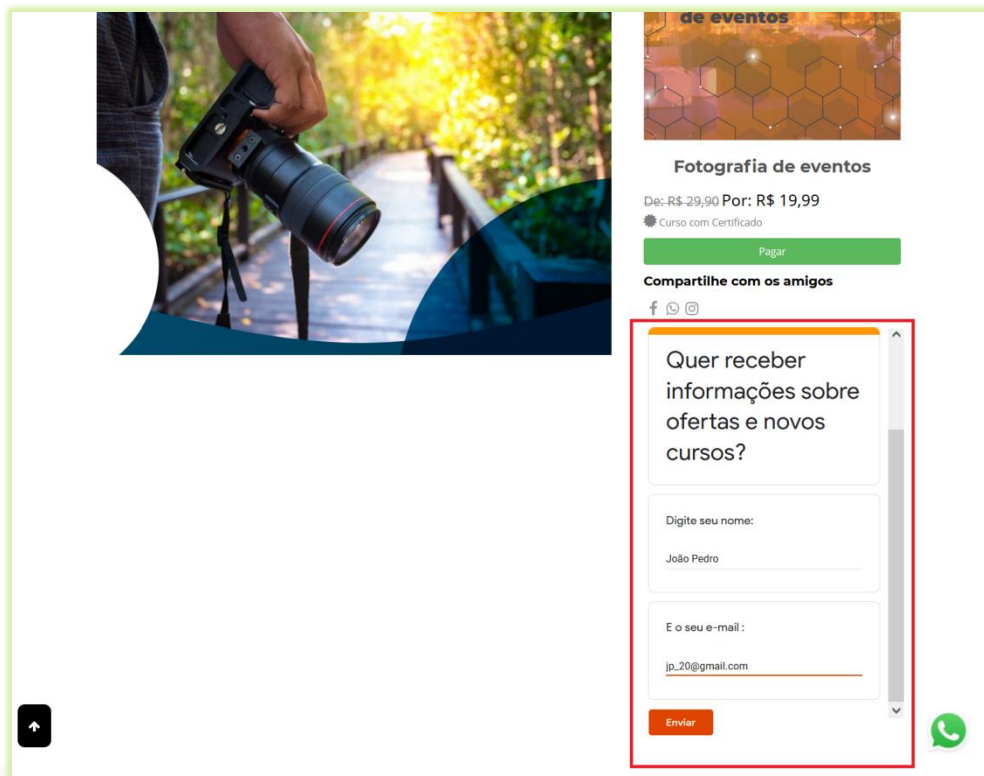 de eventos
Fotografia de eventos
De: R$ 29,90 Por: R$ 19,99
Curso com Certificado
Pagar
Compartilhe com os amigos
Quer receber
informações sobre
ofertas e novos
cursos?
Digite seu nome:
João Pedro
E o seu e-mail :
jp_20@gmail.com
Enviar